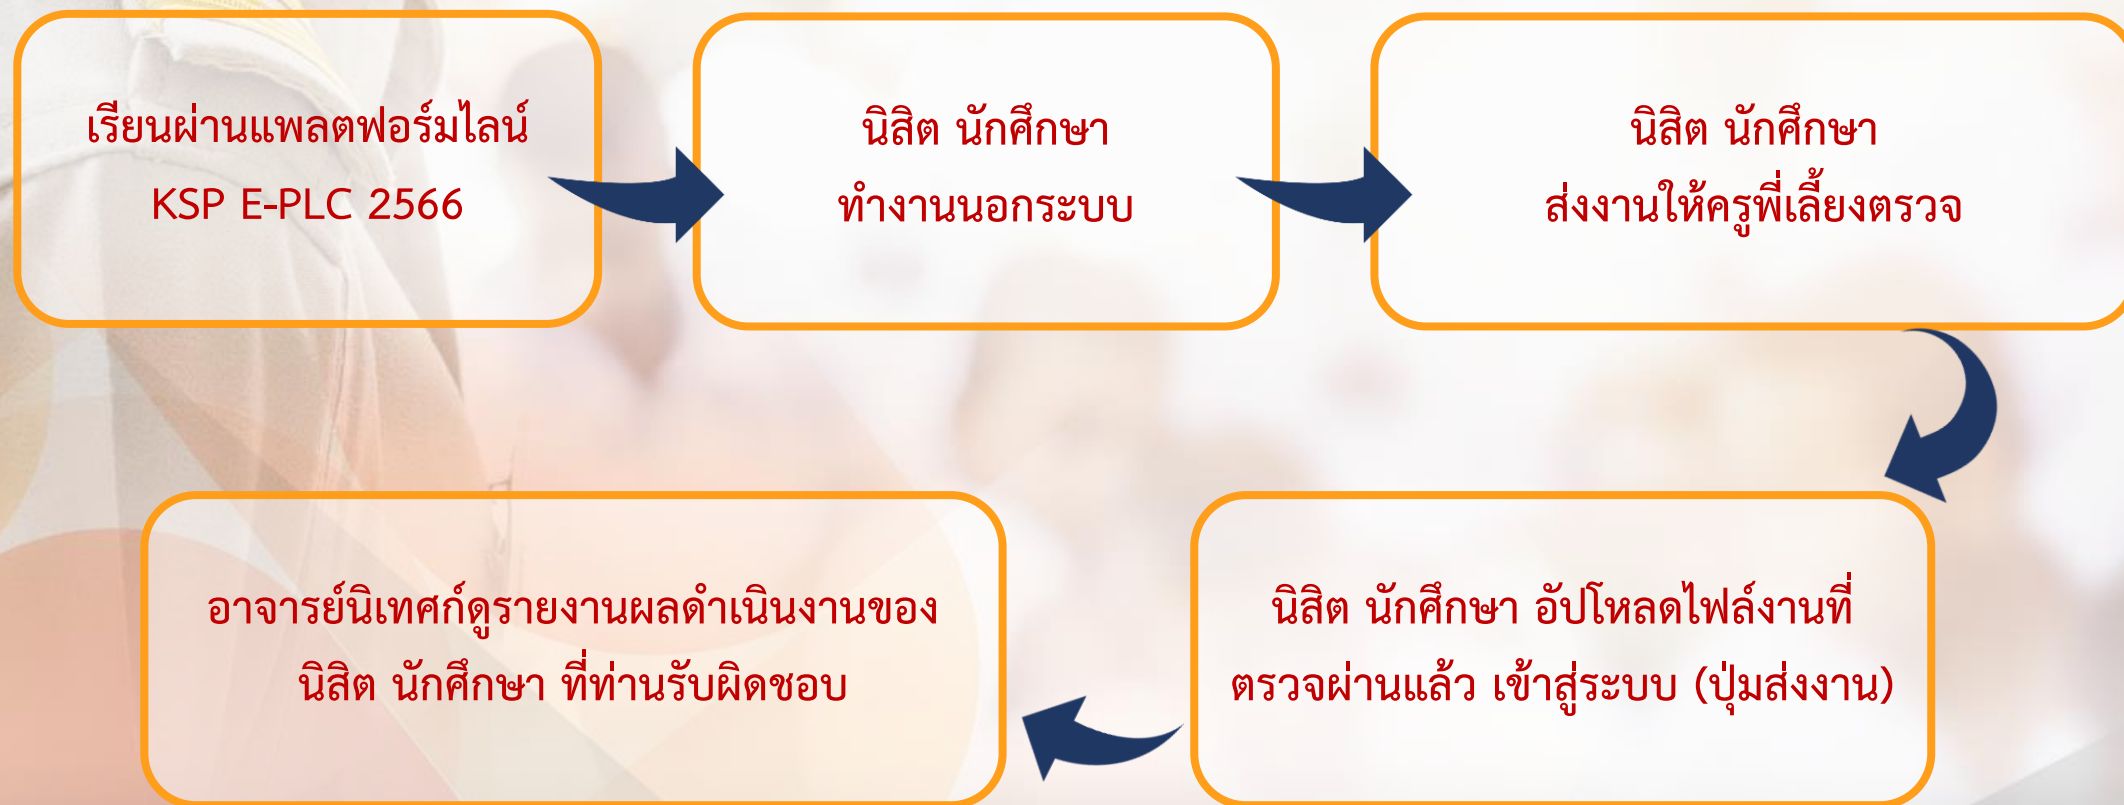 เรียนผ่านแพลตฟอร์มไลน์
KSP E-PLC 2566
นิสิต นักศึกษา
ทำงานนอกระบบ
นิสิต นักศึกษา
ส่งงานให้ครูพี่เลี้ยงตรวจ
นิสิต นักศึกษา อัปโหลดไฟล์งานที่
ตรวจผ่านแล้ว เข้าสู่ระบบ (ปุ่มส่งงาน)
อาจารย์นิเทศก์ดูรายงานผลดำเนินงานของ
นิสิต นักศึกษา ที่ท่านรับผิดชอบ